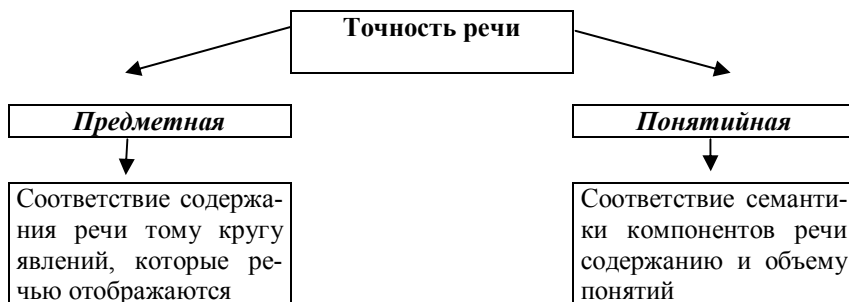 Точность речи
Предметная
Понятийная
Соответствие содержа-
ния речи тому кругу
явлений, которые ре-
чью отображаются
Соответствие семанти-
ки компонентов речи
содержанию и объему
понятий